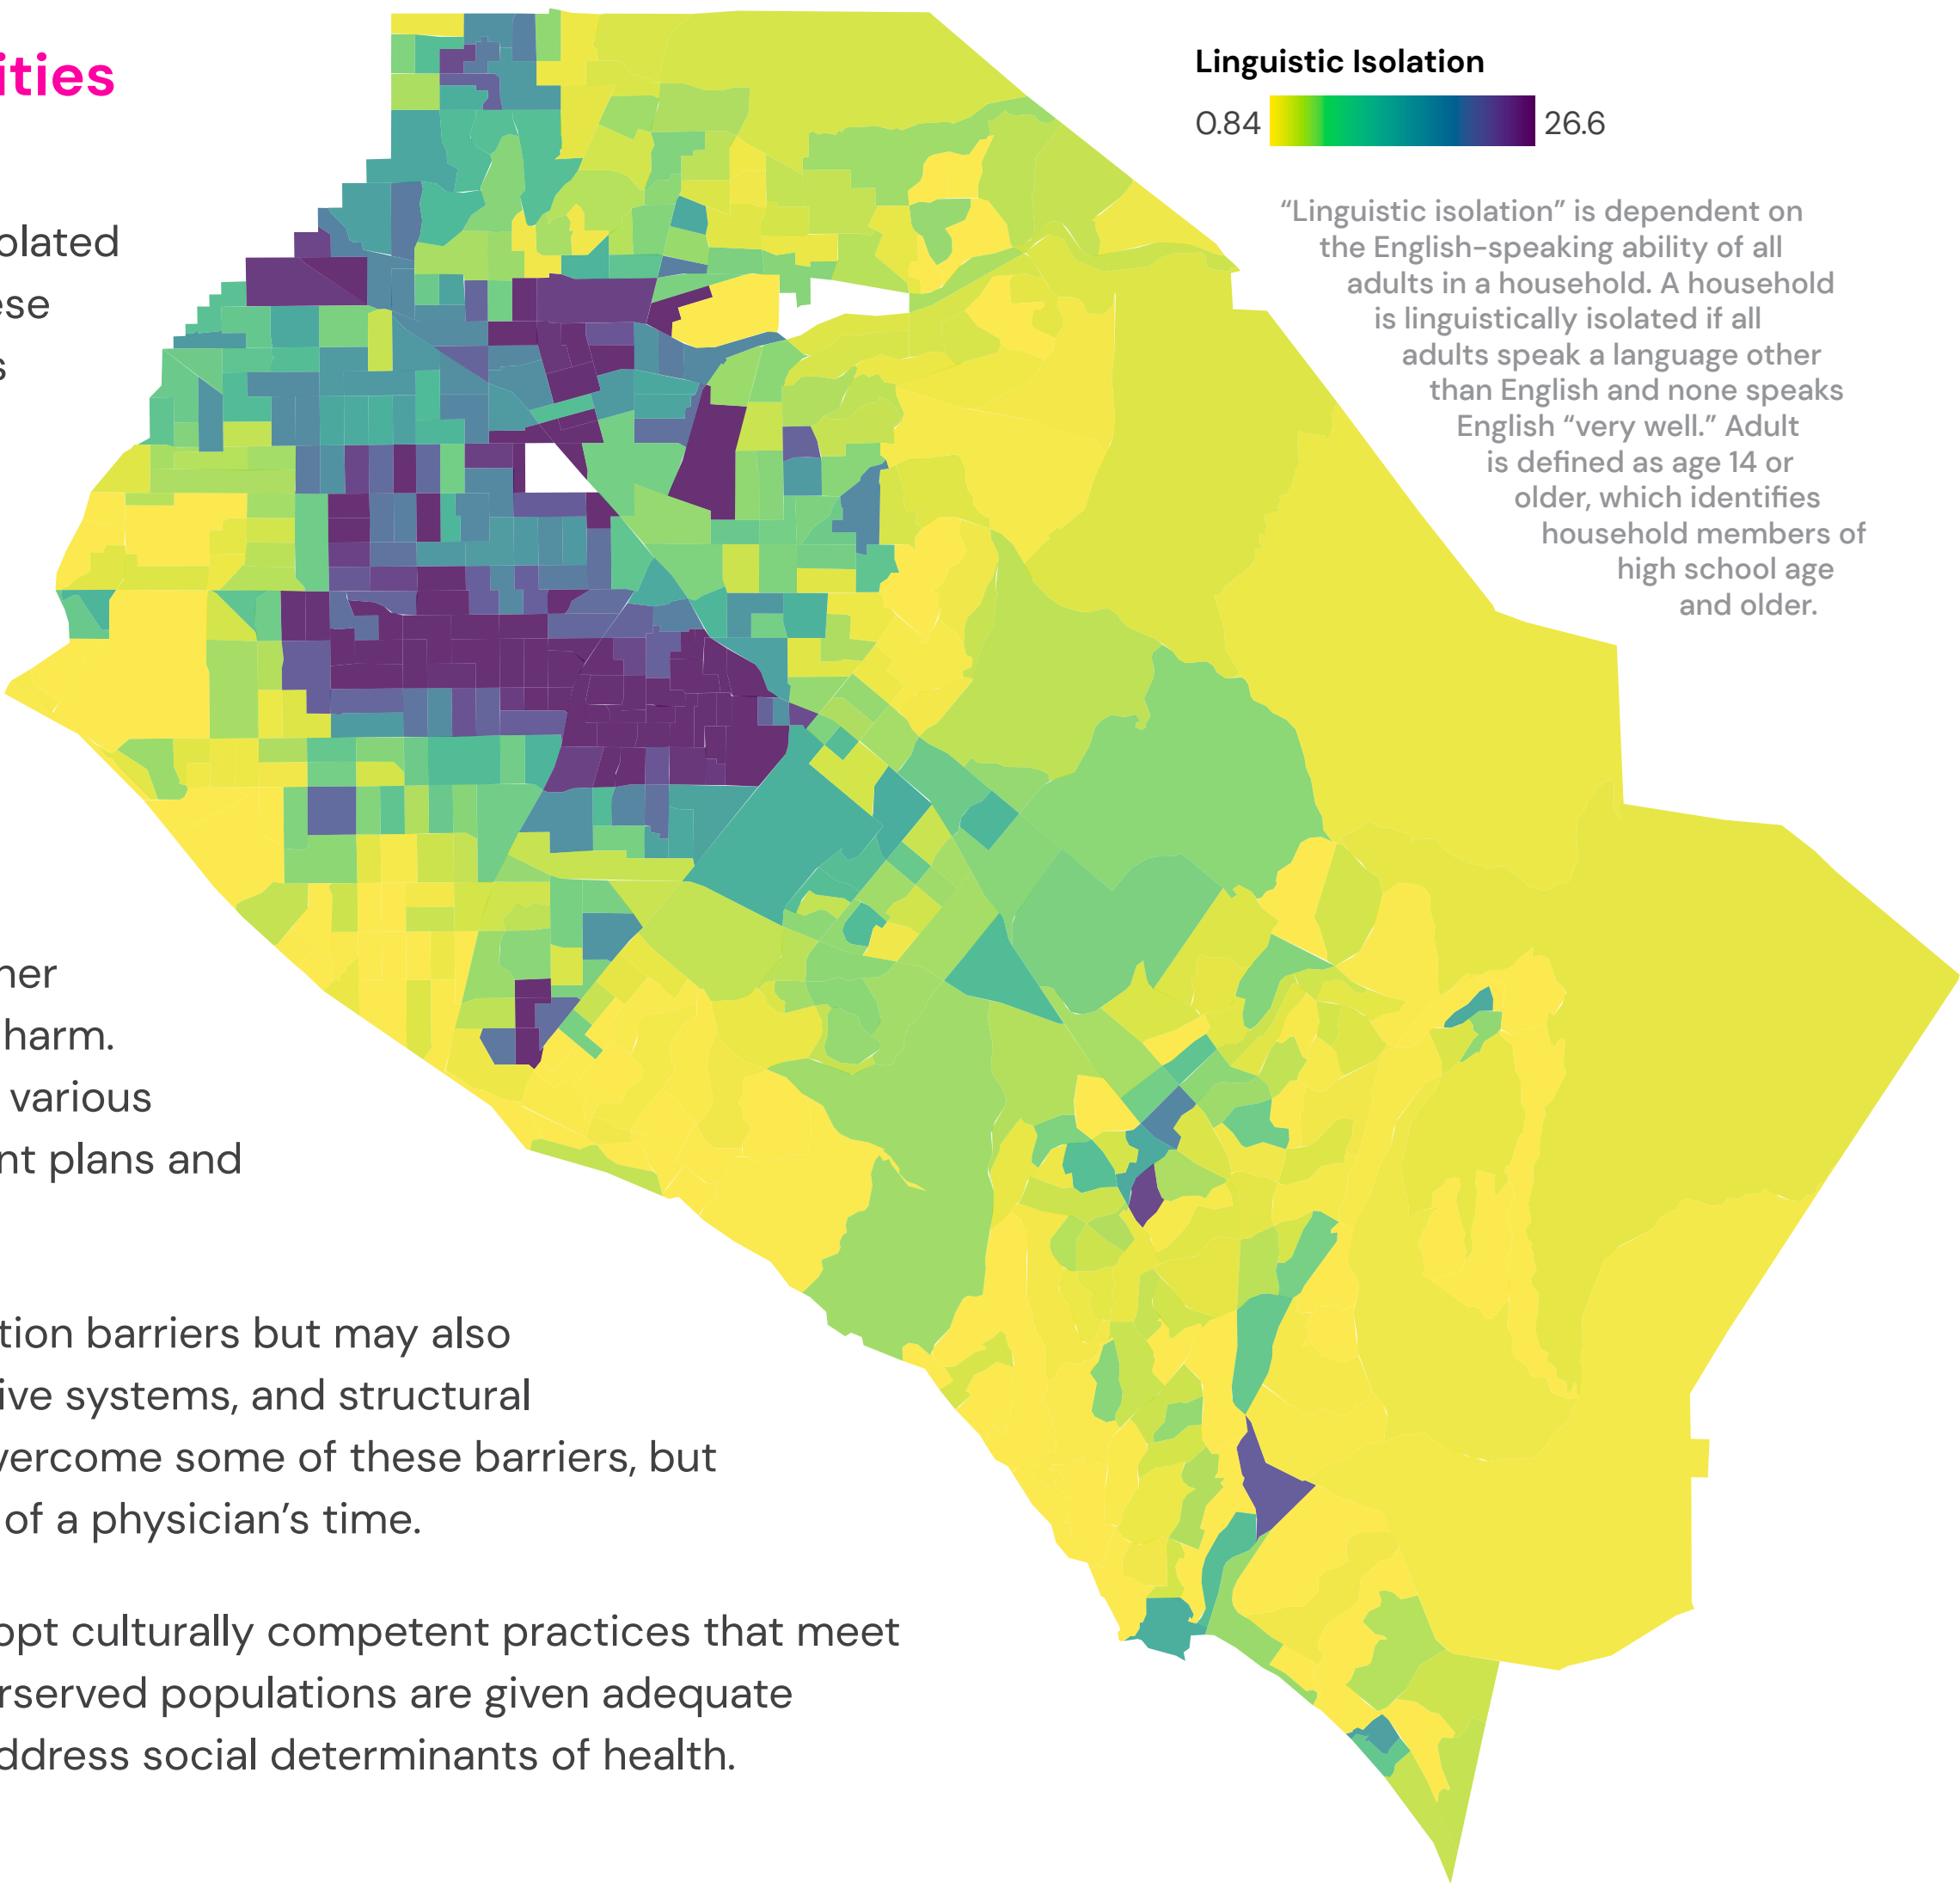 ities
Linguistic Isolation
0.84
26.6
“Linguistic isolation” is dependent on
the English-speaking ability of all
adults in a household. A household
is linguistically isolated if all
adults speak a language other
than English and none speaks
English “very well.” Adult
is defined as age 14 or
older, which identifies
household members of
high school age
and older.
olated
ese
s
her
harm.
various
nt plans and
tion barriers but may also
ive systems, and structural
vercome some of these barriers, but
of a physician’s time.
opt culturally competent practices that meet
rserved populations are given adequate
ddress social determinants of health.